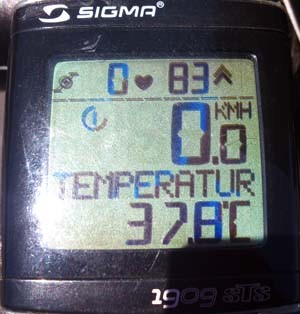 SIGMA®
0 ♥ 83
KMH
0.0
TEMPERATUR
37.8°C
1909 STS